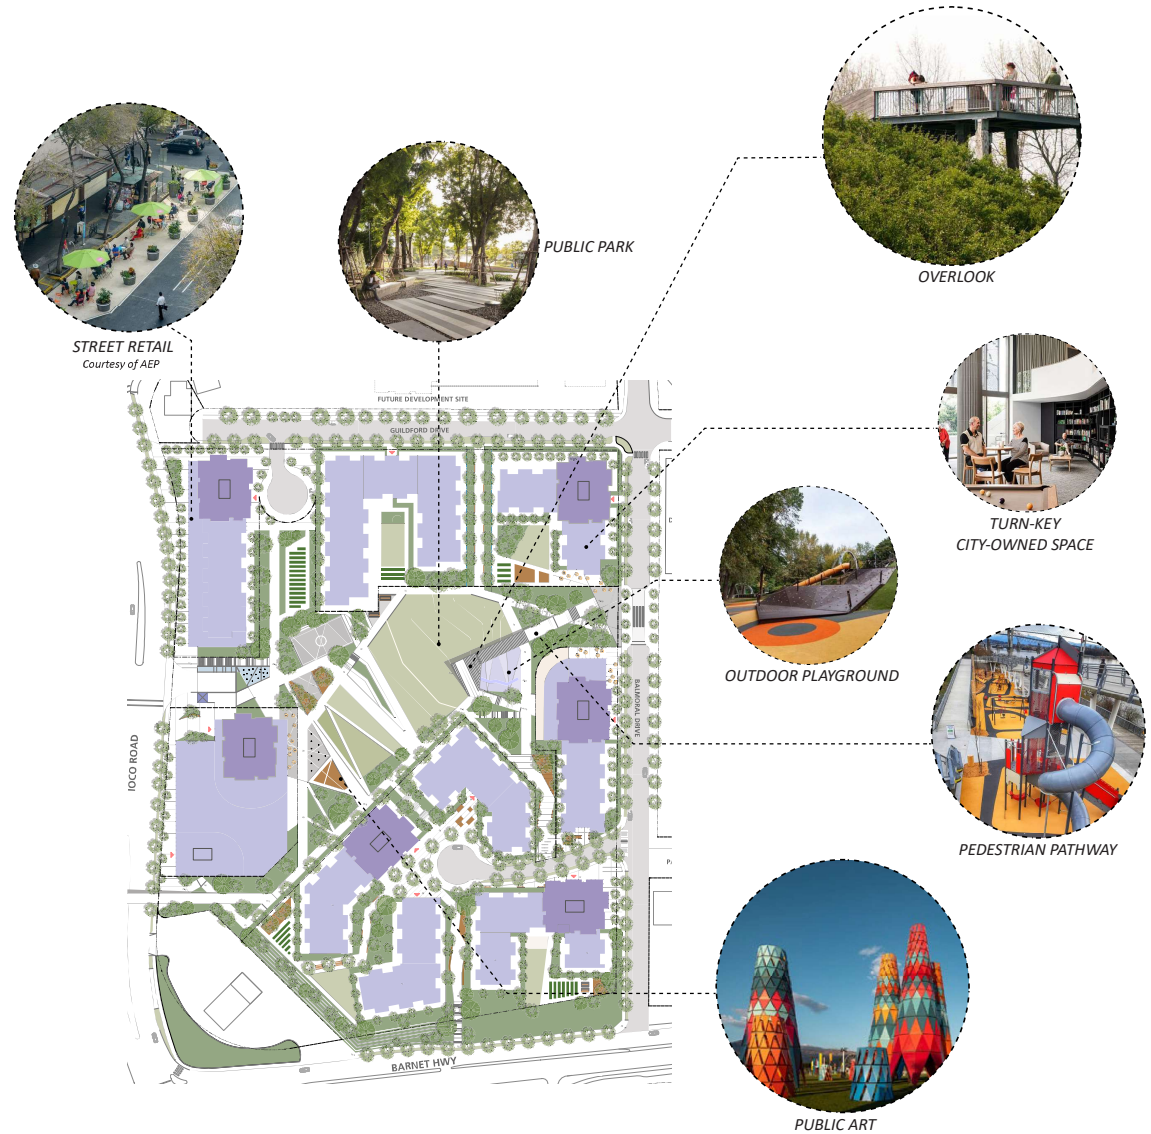 OVERLOOK
PUBLIC PARK
STREET RETAIL
Courtesy of AEP
FUTURE DEVELOPMENT SITE
GUILDFORD DRIVE
TURN-KEY
CITY-OWNED SPACE
OUTDOOR PLAYGROUND
BALMORAL DRIVE
IOCO ROAD
PEDESTRIAN PATHWAY
BARNET HWY
PUBLIC ART